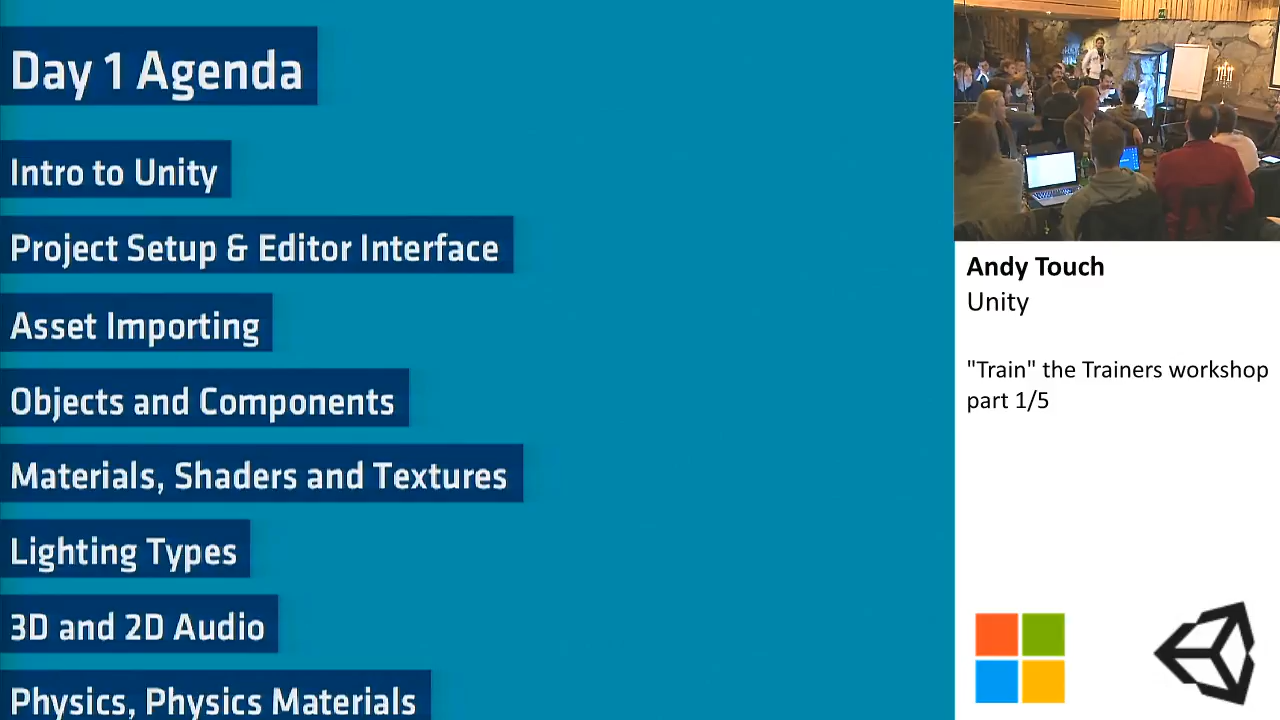 Day 1 Agenda
Intro to Unity
Project Setup & Editor Interface
Asset Importing
Objects and Components
Materials, Shaders and Textures
Lighting Types
3D and 2D Audio
Physics, Physics Materials
Andy Touch
Unity
"Train" the Trainers workshop
part 1/5